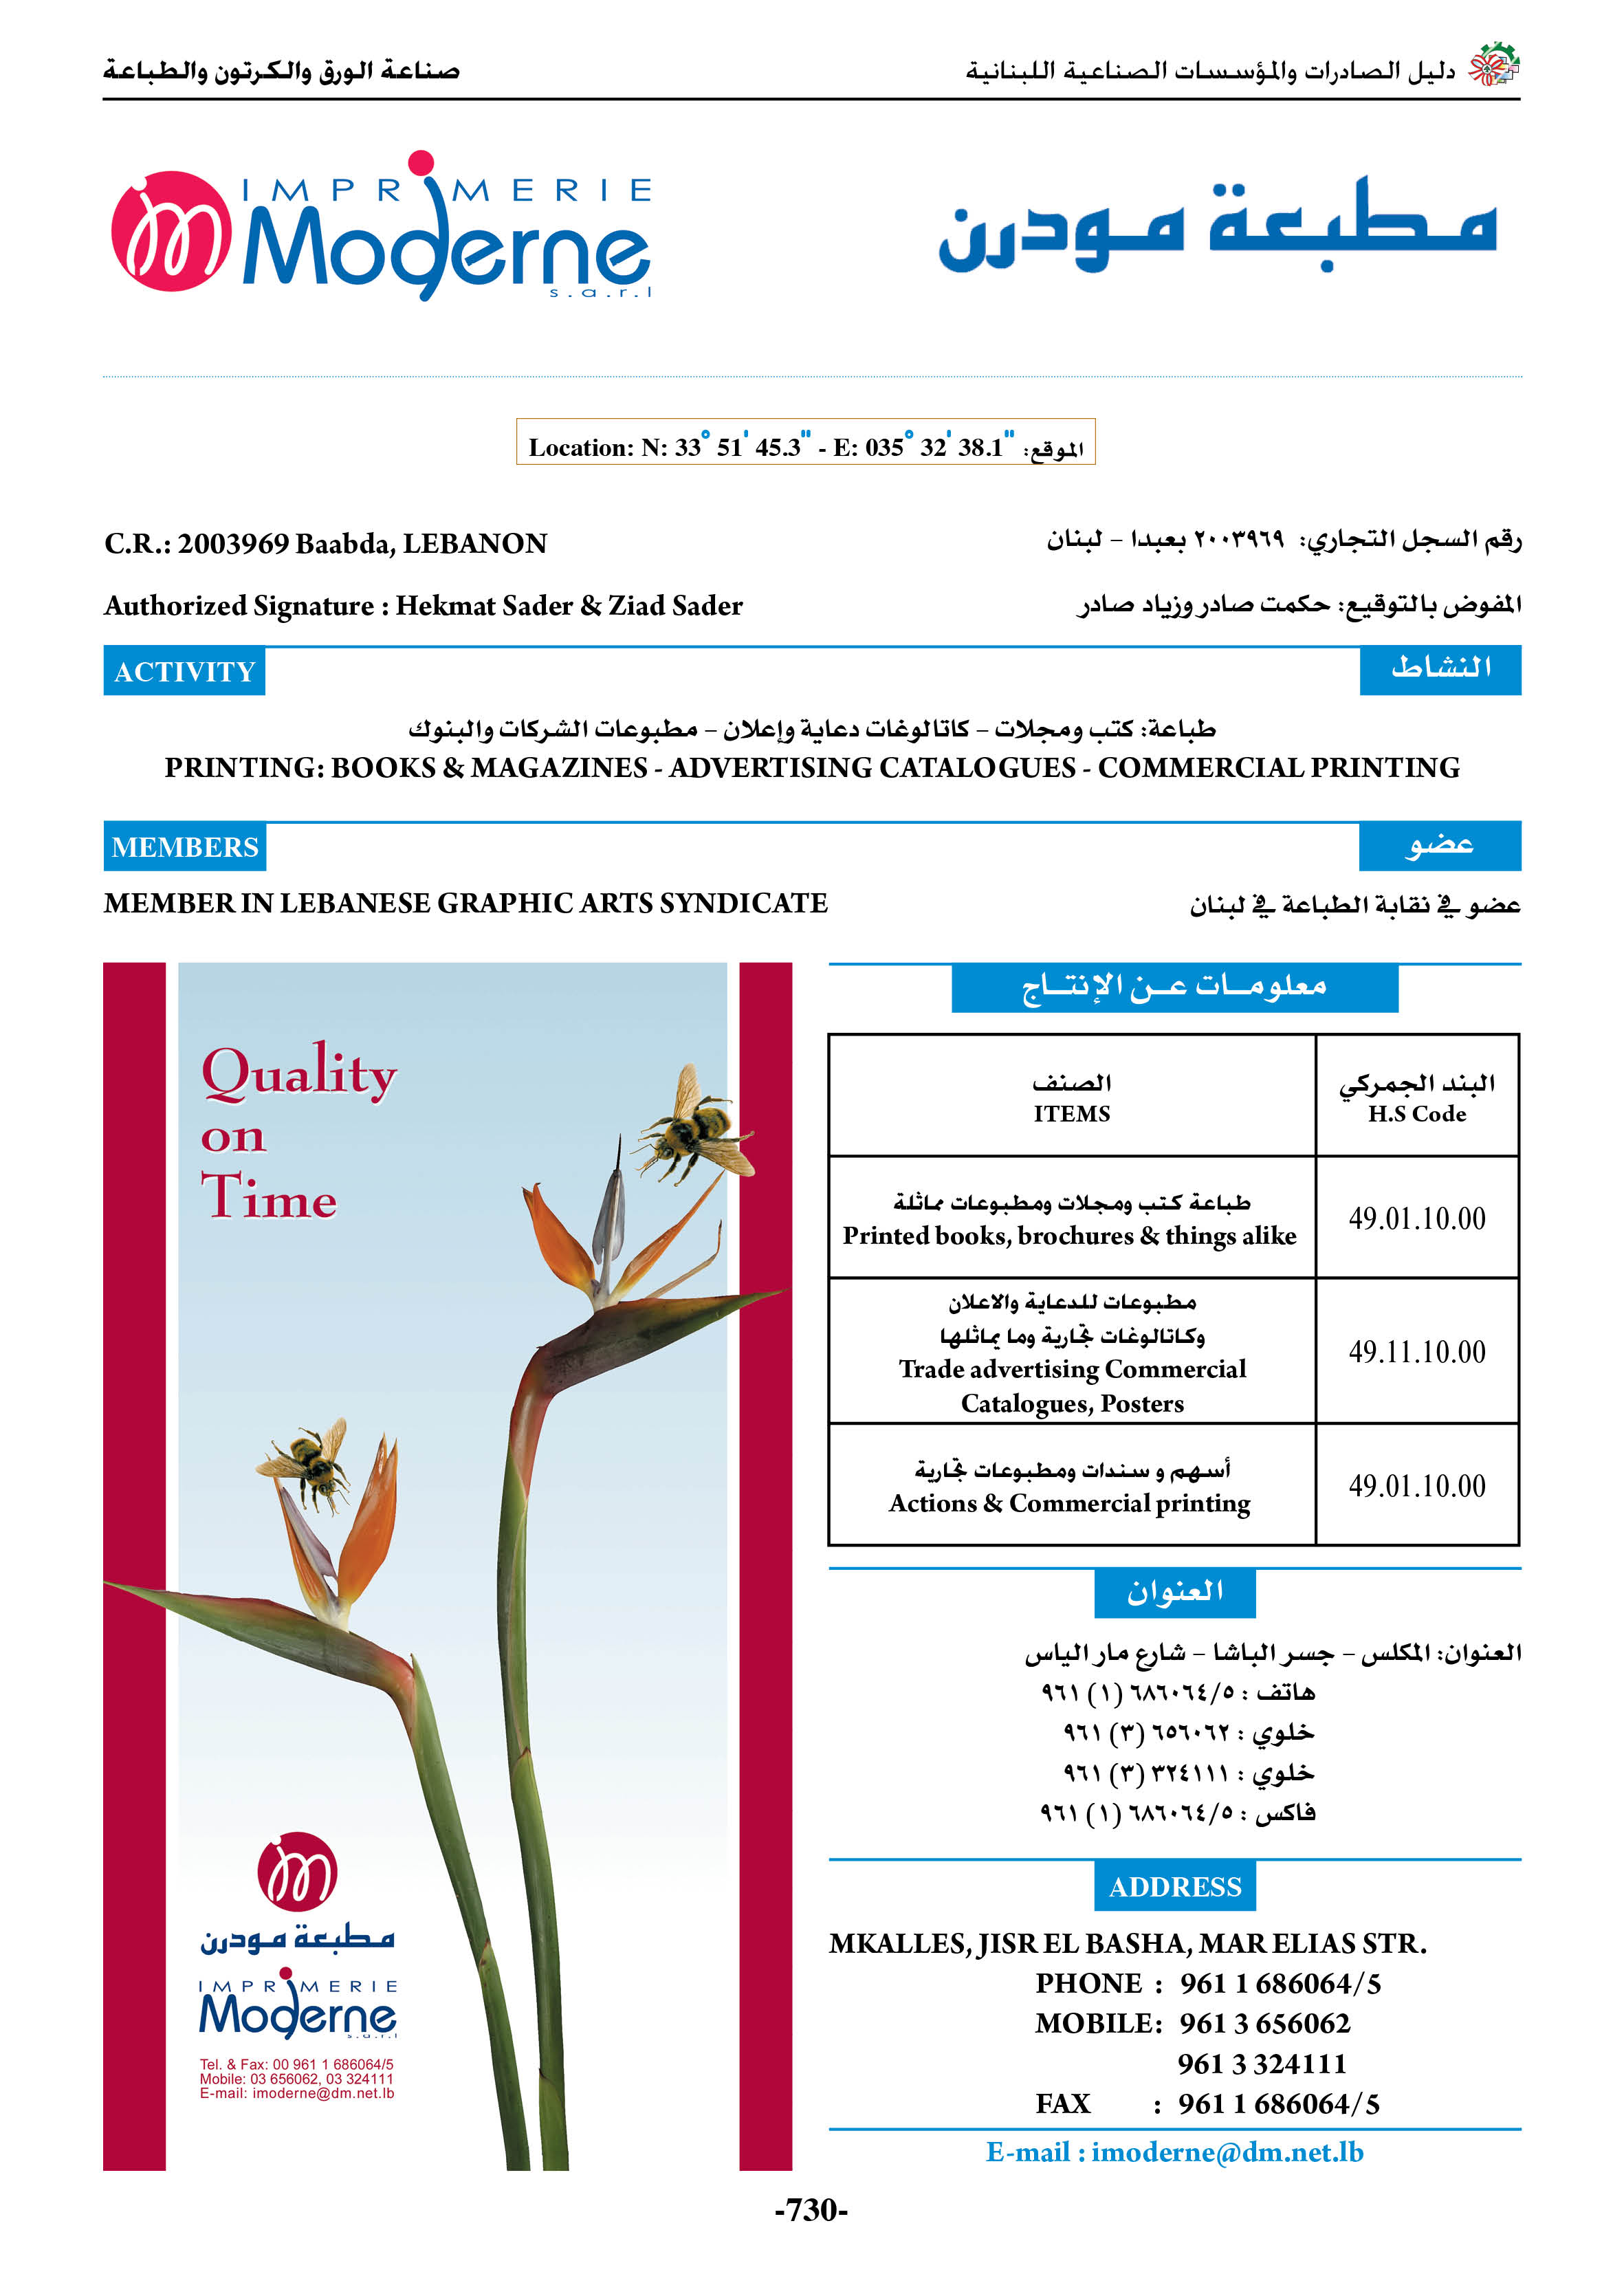 صناعة الورق والكرتون والطباعة
دليل الصادرات والمؤسسات الصناعية اللبنانية
IMPRIMERIE
Moderne
s.a.r.l
مطبعة مودرن
Location: N: 33° 51' 45.3" - E: 035° 32' 38.1" الموقع:
C.R.: 2003969 Baabda, LEBANON
رقم السجل التجاري: ٢٠٠٣٩٦٩ بعبدا – لبنان
Authorized Signature : Hekmat Sader & Ziad Sader
المفوض بالتوقيع: حكمت صادر وزياد صادر
ACTIVITY
النشاط
طباعة: كتب ومجلات – كاتالوغات دعاية وإعلان – مطبوعات الشركات والبنوك
PRINTING: BOOKS & MAGAZINES - ADVERTISING CATALOGUES - COMMERCIAL PRINTING
MEMBERS
عضو
MEMBER IN LEBANESE GRAPHIC ARTS SYNDICATE
عضو في نقابة الطباعة في لبنان
Quality
on
Time
مطبعة مودرن
IMPRIMERIE
Moderne
s.a.r.l
Tel. & Fax: 00 961 1 686064/5
Mobile: 03 656062, 03 324111
E-mail: imoderne@dm.net.lb
معلومات عن الإنتاج
الصنف
ITEMS
البند الجمركي
H.S Code
طباعة كتب ومجلات ومطبوعات مماثلة
Printed books, brochures & things alike
49.01.10.00
مطبوعات للدعاية والاعلان
وكاتالوغات تجارية وما يماثلها
Trade advertising Commercial
Catalogues, Posters
49.11.10.00
أسهم و سندات ومطبوعات تجارية
Actions & Commercial printing
49.01.10.00
العنوان
العنوان: المكلس – جسر الباشا – شارع مار الياس
هاتف : ٦٨٦٠٦٤/٥ (١) ٩٦١
خلوي : ٦٥٦٠٦٢ (٣) ٩٦١
خلوي : ٣٢٤١١١ (٣) ٩٦١
فاكس : ٦٨٦٠٦٤/٥ (١) ٩٦١
ADDRESS
MKALLES, JISR EL BASHA, MAR ELIAS STR.
PHONE : 961 1 686064/5
MOBILE: 961 3 656062
961 3 324111
FAX : 961 1 686064/5
E-mail : imoderne@dm.net.lb
-730-